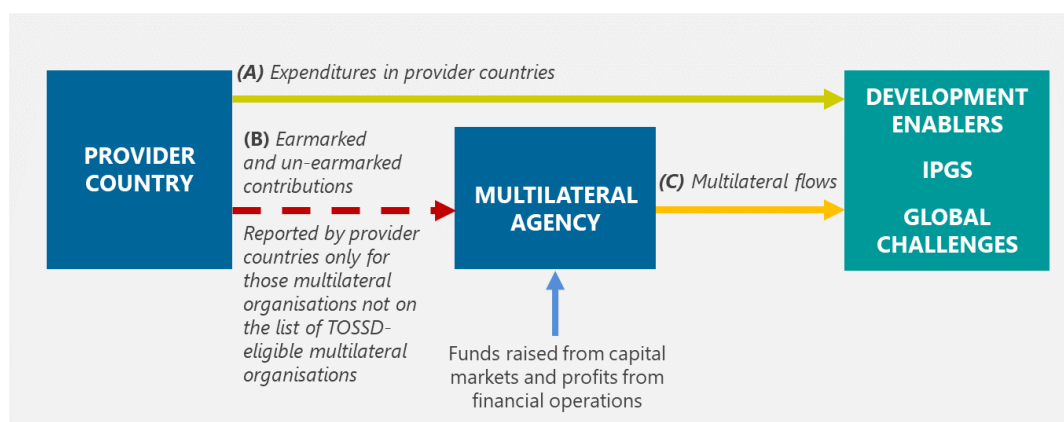 (A) Expenditures in provider countries
PROVIDER
COUNTRY
(B) Earmarked
and un-earmarked
contributions
Reported by provider
countries only for
those multilateral
organisations not on
the list of TOSSD-
eligible multilateral
organisations
MULTILATERAL
AGENCY
Funds raised from capital
markets and profits from
financial operations
(C) Multilateral flows
DEVELOPMENT
ENABLERS
IPGS
GLOBAL
CHALLENGES